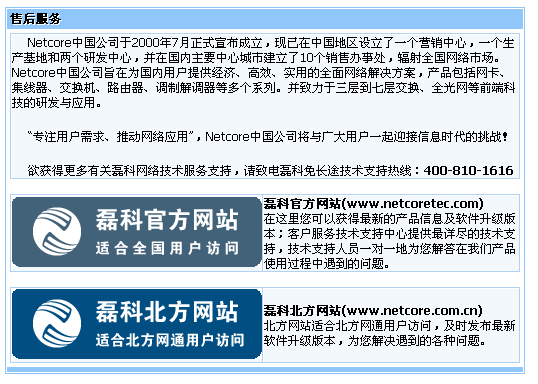 售后服务
Netcore中国公司于2000年7月正式宣布成立，现已在中国地区设立了一个营销中心，一个生
产基地和两个研发中心，并在国内主要中心城市建立了10个销售办事处，辐射全国网络市场。
Netcore中国公司旨在为国内用户提供经济、高效、实用的全面网络解决方案，产品包括网卡、
集线器、交换机、路由器、调制解调器等多个系列。并致力于三层到七层交换、全光网等前端科
技的研发与应用。
“专注用户需求、推动网络应用”，Netcore中国公司将与广大用户一起迎接信息时代的挑战！
欲获得更多有关磊科网络技术服务支持，请致电磊科免长途技术支持热线：400-810-1616
磊科官方网站
适合全国用户访问
磊科官方网站(www.netcoretec.com)
在这里您可以获得最新的产品信息及软件升级版
本；客户服务技术支持中心提供最详尽的技术支
持，技术支持人员一对一地为您解答在我们产品
使用过程中遇到的问题。
磊科北方网站
适合北方网通用户访问
磊科北方网站(www.netcore.com.cn)
北方网站适合北方网通用户访问，及时发布最新
软件升级版本，为您解决遇到的各种问题。